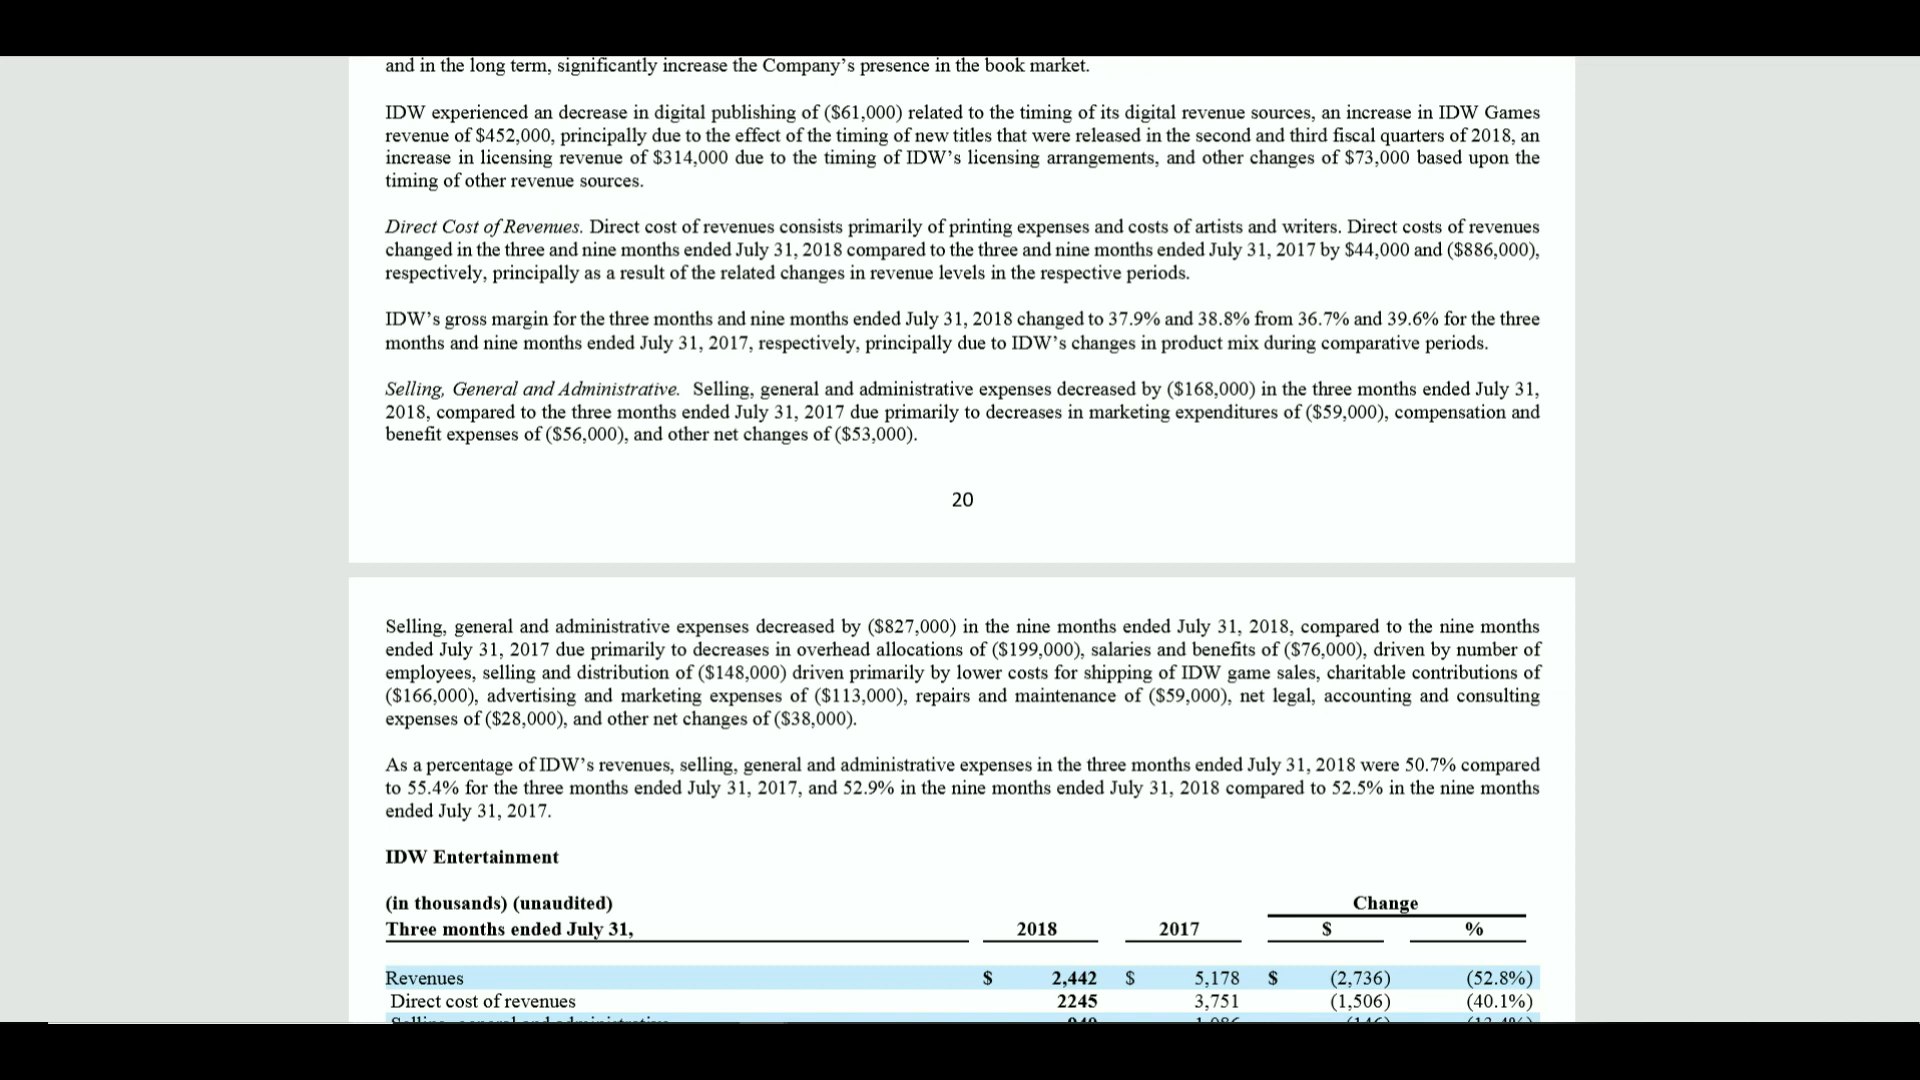 and in the long term, significantly increase the Company’s presence in the book market.
IDW experienced an decrease in digital publishing of ($61,000) related to the timing of its digital revenue sources, an increase in IDW Games
revenue of $452,000, principally due to the effect of the timing of new titles that were released in the second and third fiscal quarters of 2018, an
increase in licensing revenue of $314,000 due to the timing of IDW’s licensing arrangements, and other changes of $73,000 based upon the
timing of other revenue sources.
Direct Cost of Revenues. Direct cost of revenues consists primarily of printing expenses and costs of artists and writers. Direct costs of revenues
changed in the three and nine months ended July 31, 2018 compared to the three and nine months ended July 31, 2017 by $44,000 and ($886,000),
respectively, principally as a result of the related changes in revenue levels in the respective periods.
IDW’s gross margin for the three months and nine months ended July 31, 2018 changed to 37.9% and 38.8% from 36.7% and 39.6% for the three
months and nine months ended July 31, 2017, respectively, principally due to IDW’s changes in product mix during comparative periods.
Selling, General and Administrative. Selling, general and administrative expenses decreased by ($168,000) in the three months ended July 31,
2018, compared to the three months ended July 31, 2017 due primarily to decreases in marketing expenditures of ($59,000), compensation and
benefit expenses of ($56,000), and other net changes of ($53,000).
20
Selling, general and administrative expenses decreased by ($827,000) in the nine months ended July 31, 2018, compared to the nine months
ended July 31, 2017 due primarily to decreases in overhead allocations of ($199,000), salaries and benefits of ($76,000), driven by number of
employees, selling and distribution of ($148,000) driven primarily by lower costs for shipping of IDW game sales, charitable contributions of
($166,000), advertising and marketing expenses of ($113,000), repairs and maintenance of ($59,000), net legal, accounting and consulting
expenses of ($28,000), and other net changes of ($38,000).
As a percentage of IDW’s revenues, selling, general and administrative expenses in the three months ended July 31, 2018 were 50.7% compared
to 55.4% for the three months ended July 31, 2017, and 52.9% in the nine months ended July 31, 2018 compared to 52.5% in the nine months
ended July 31, 2017.
IDW Entertainment
(in thousands) (unaudited) Change
Three months ended July 31, 2018 2017 $ %
Revenues $ 2,442 $ 5,178 $ (2,736) (52.8%)
Direct cost of revenues 2245 3,751 (1,506) (40.1%)